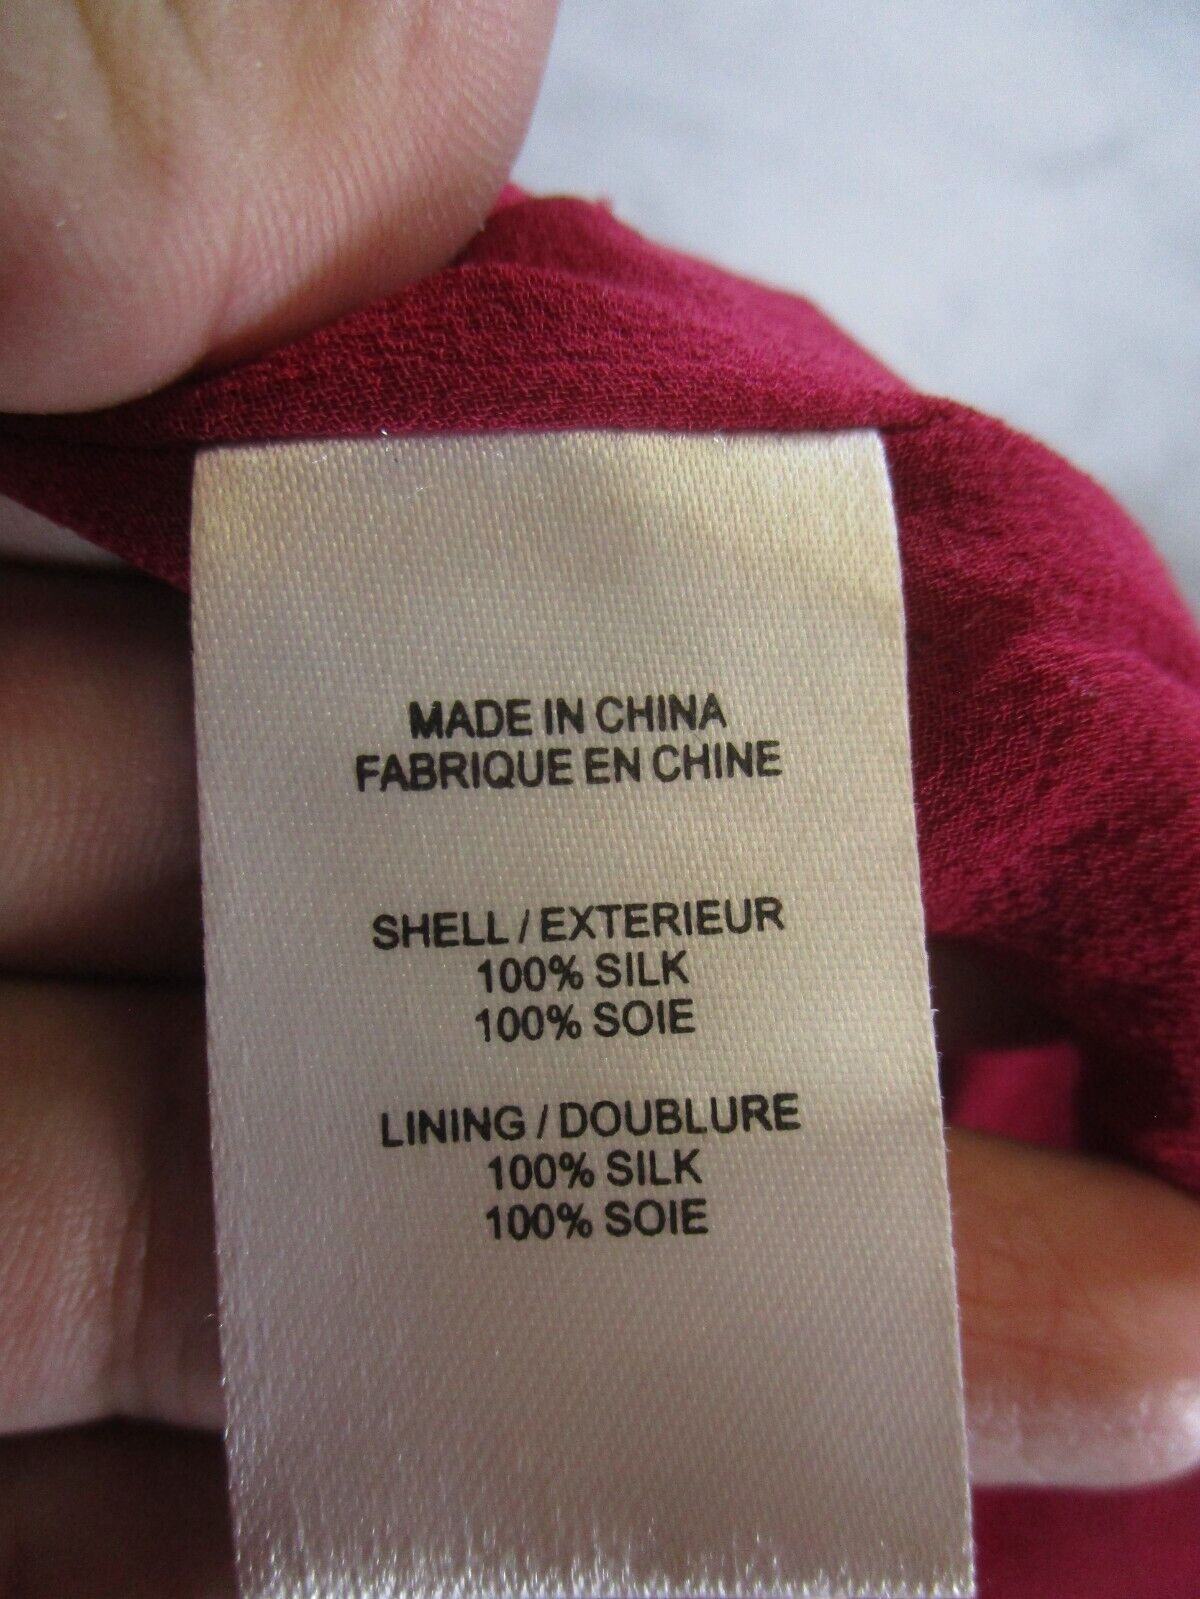 MADE IN CHINA
FABRIQUE EN CHINE
SHELL / EXTERIEUR
100% SILK
100% SOIE
LINING / DOUBLURE
100% SILK
100% SOIE